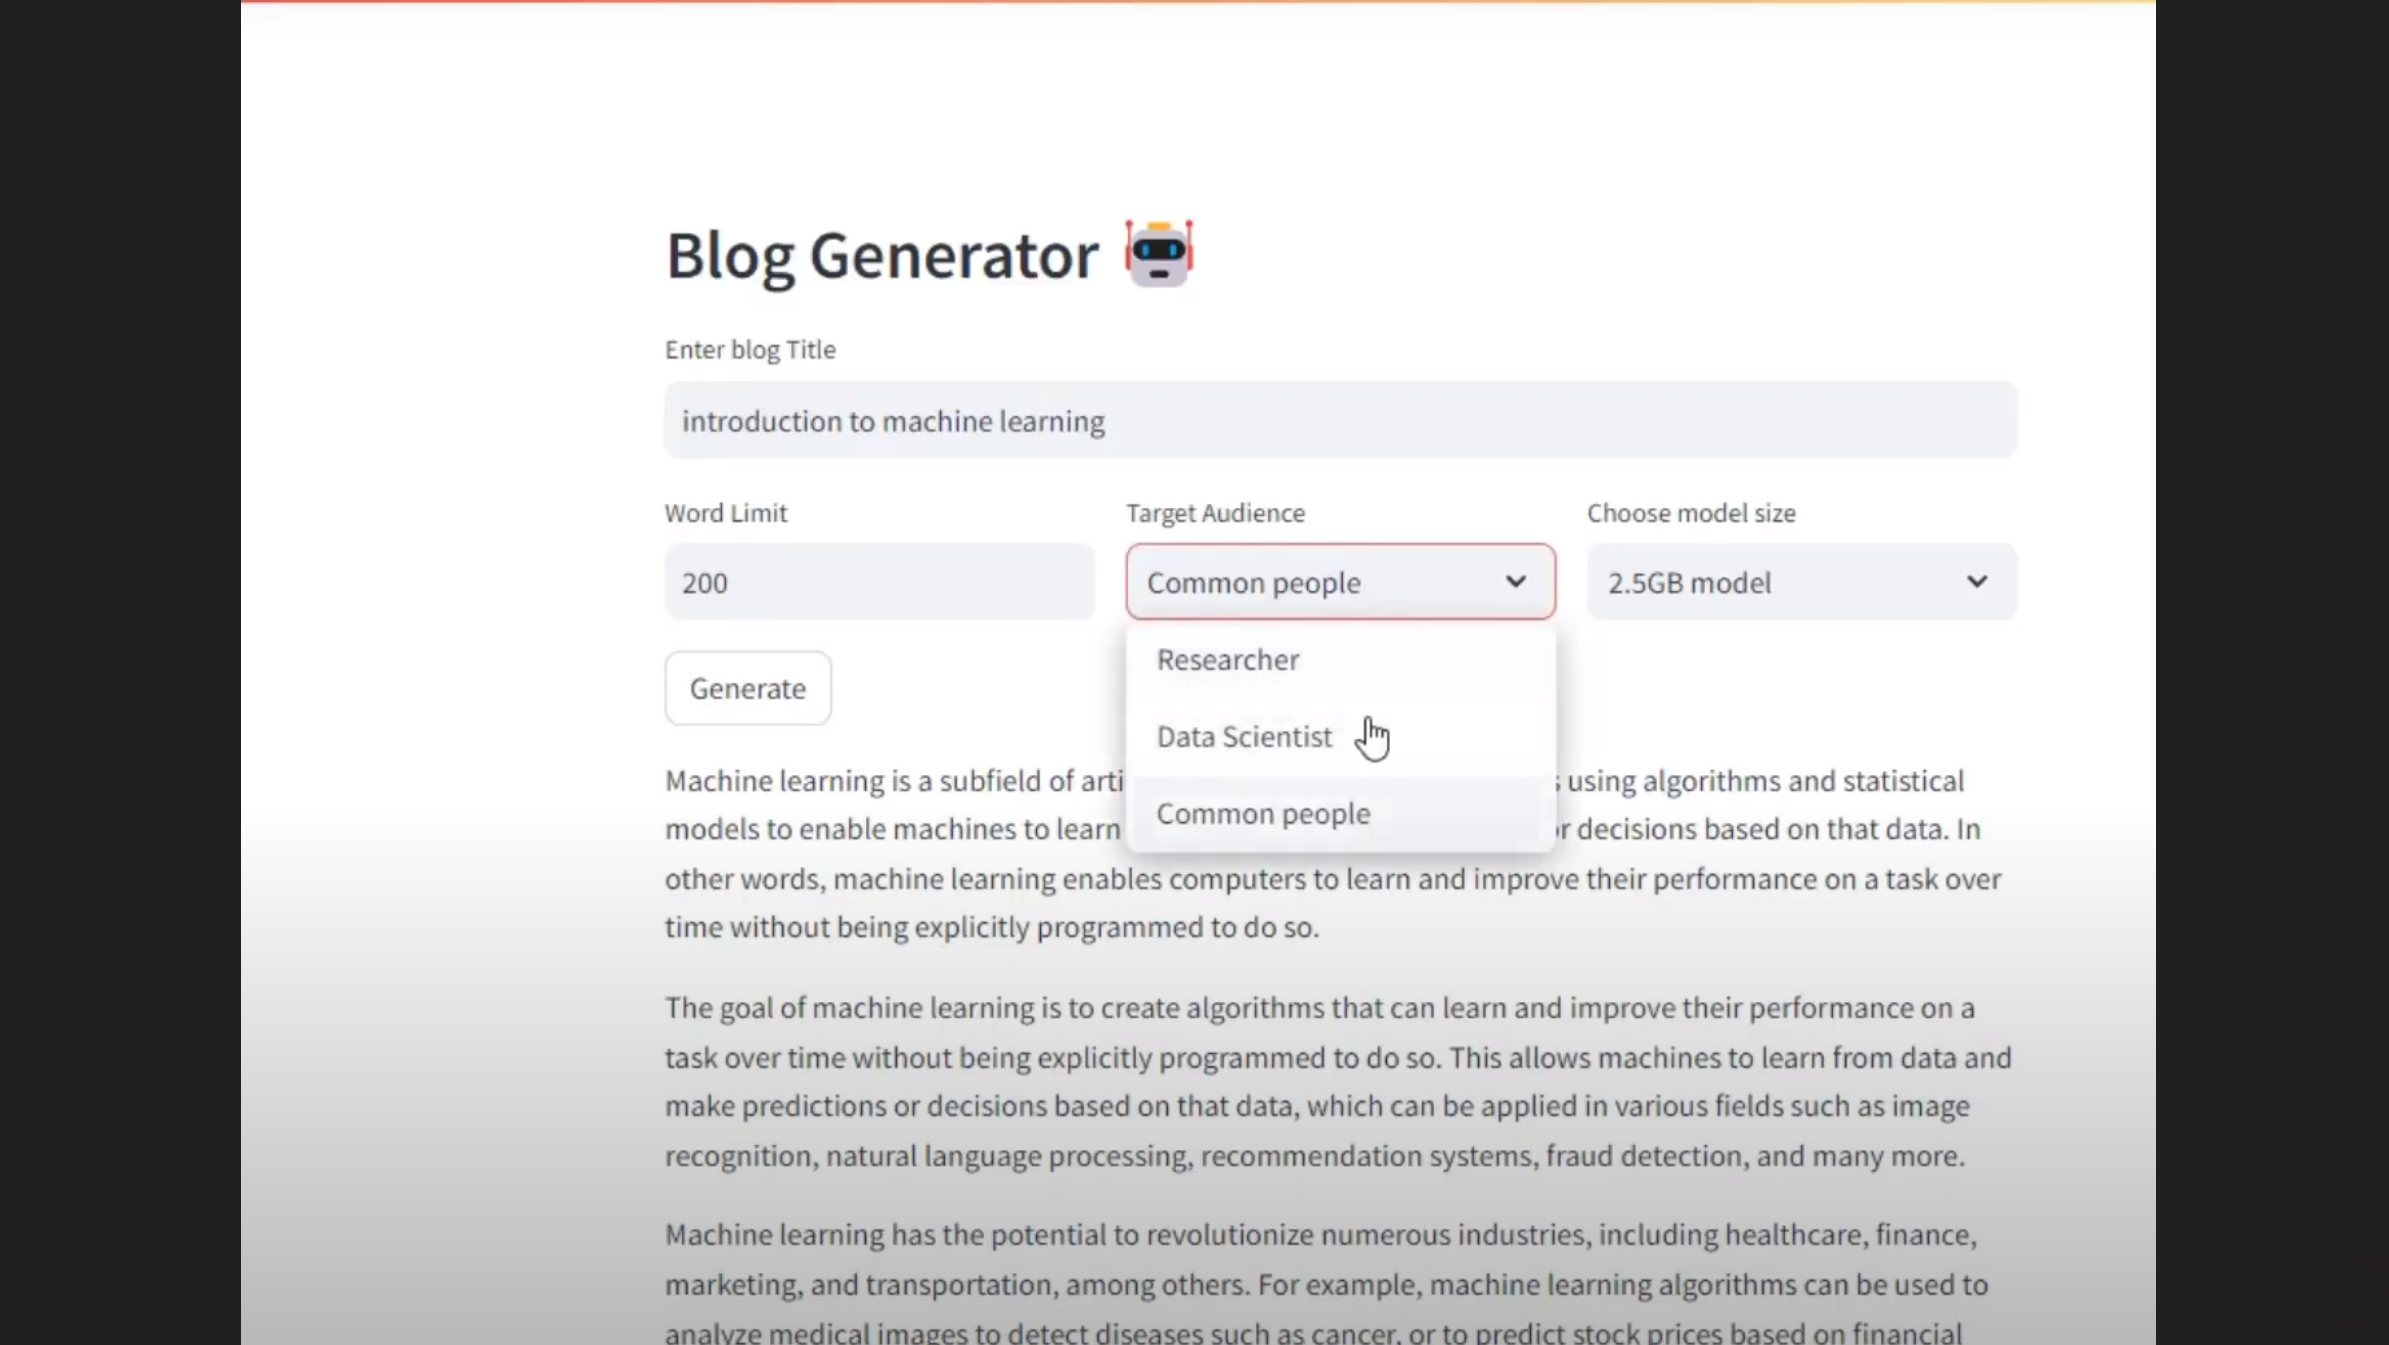 Blog Generator
Enter blog Title
introduction to machine learning
Word Limit
Target Audience
Choose model size
200
Common people
2.5GB model
Researcher
Generate
Data Scientist
Common people
Machine learning is a subfield of using algorithms and statistical
models to enable machines to learn decisions based on that data. In
other words, machine learning enables computers to learn and improve their performance on a task over
time without being explicitly programmed to do so.
The goal of machine learning is to create algorithms that can learn and improve their performance on a
task over time without being explicitly programmed to do so. This allows machines to learn from data and
make predictions or decisions based on that data, which can be applied in various fields such as image
recognition, natural language processing, recommendation systems, fraud detection, and many more.
Machine learning has the potential to revolutionize numerous industries, including healthcare, finance,
marketing, and transportation, among others. For example, machine learning algorithms can be used to
analyze medical images to detect diseases such as cancer, or to predict stock prices based on financial